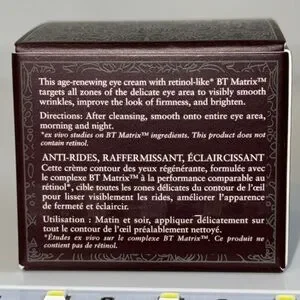 This age-renewing eye cream with retinol-like* BT Matrix™
targets all zones of the delicate eye area to visibly smooth
wrinkles, improve the look of firmness, and brighten.
Directions: After cleansing, smooth onto entire eye area,
morning and night.
*ex vivo studies on BT Matrix™ ingredients. This product does not
contain retinol.
ANTI-RIDES, RAFFERMISSANT, ÉCLAIRCISSANT
Cette crème contour des yeux régénérante, formulée avec
le complexe BT Matrix™ à la performance comparable au
rétinol*, cible toutes les zones délicates du contour de l'œil
pour lisser visiblement les rides, améliorer l'apparence
de fermeté et éclaircir.
Utilisation : Matin et soir, appliquer délicatement sur
tout le contour de l'œil préalablement nettoyé.
*Études ex vivo sur le complexe BT Matrix™. Ce produit ne
contient pas de rétinol.